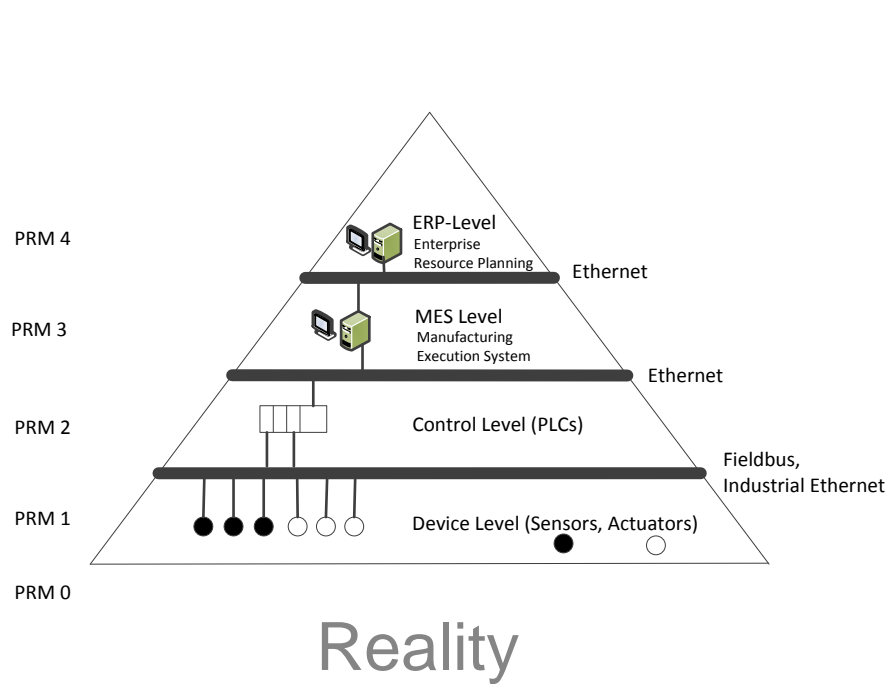 PRM 4
ERP-Level
Enterprise
Resource Planning
Ethernet
PRM 3
MES Level
Manufacturing
Execution System
Ethernet
PRM 2
Control Level (PLCs)
Fieldbus,
Industrial Ethernet
PRM 1
Device Level (Sensors, Actuators)
PRM 0
Reality